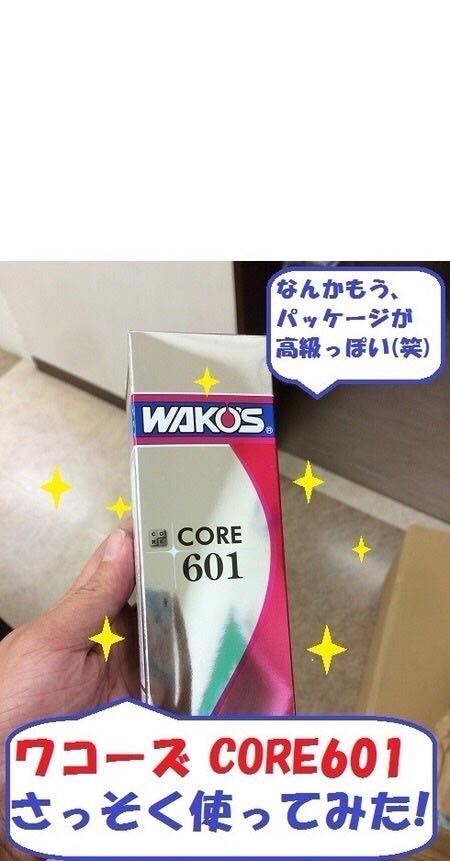 なんかもう、
パッケージが
高級っぽい(笑)
WAKO'S®
CORE
CORE
601
ワコーズ CORE601
さっそく使ってみた!